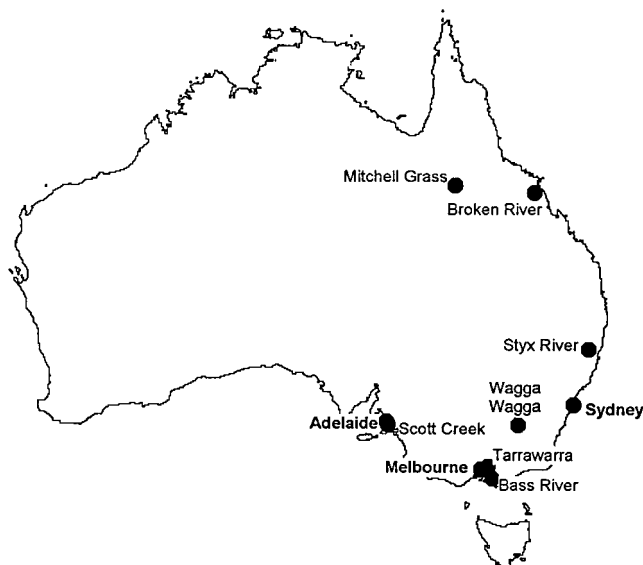 Mitchell Grass
Broken River
Styx River
Wagga
Wagga
Sydney
Adelaide
Scott Creek
Tarrawarra
Melbourne
Bass River